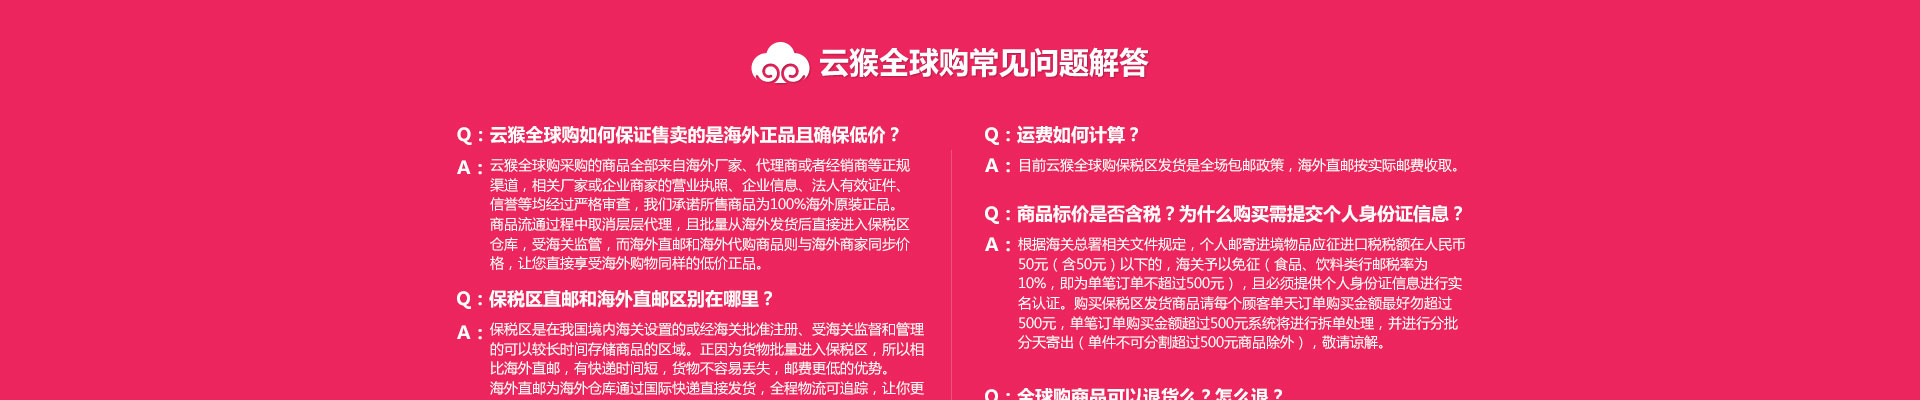 云猴全球购常见问题解答
Q：云猴全球购如何保证售卖的是海外正品且确保低价？
A：云猴全球购采购的商品全部来自海外厂家、代理商或者经销商等正规
渠道，相关厂家或企业商家的营业执照、企业信息、法人有效证件、
信誉等均经过严格审查，我们承诺所售商品为100%海外原装正品。
商品流通过程中取消层层代理，且批量从海外发货后直接进入保税区
仓库，受海关监管，而海外直邮和海外代购商品则与海外商家同步价
格，让您直接享受海外购物同样的低价正品。
Q：保税区直邮和海外直邮区别在哪里？
A：保税区是在我国境内海关设置的或经海关批准注册、受海关监督和管理
的可以较长时间存储商品的区域。正因为货物批量进入保税区，所以相
比海外直邮，有快递时间短，货物不容易丢失，邮费更低的优势。
海外直邮为海外仓库通过国际快递直接发货，全程物流可追踪，让你更
Q：运费如何计算？
A：目前云猴全球购保税区发货是全场包邮政策，海外直邮按实际邮费收取。
Q：商品标价是否含税？为什么购买需提交个人身份证信息？
A：根据海关总署相关文件规定，个人邮寄进境物品应征进口税税额在人民币
50元（含50元）以下的，海关予以免征（食品、饮料类行邮税率为
10%，即为单笔订单不超过500元），且必须提供个人身份证信息进行实
名认证。购买保税区发货商品请每个顾客单天订单购买金额最好勿超过
500元，单笔订单购买金额超过500元系统将进行拆单处理，并进行分批
分天寄出（单件不可分割超过500元商品除外），敬请谅解。
Q：全球购商品可以退货么？怎么退？